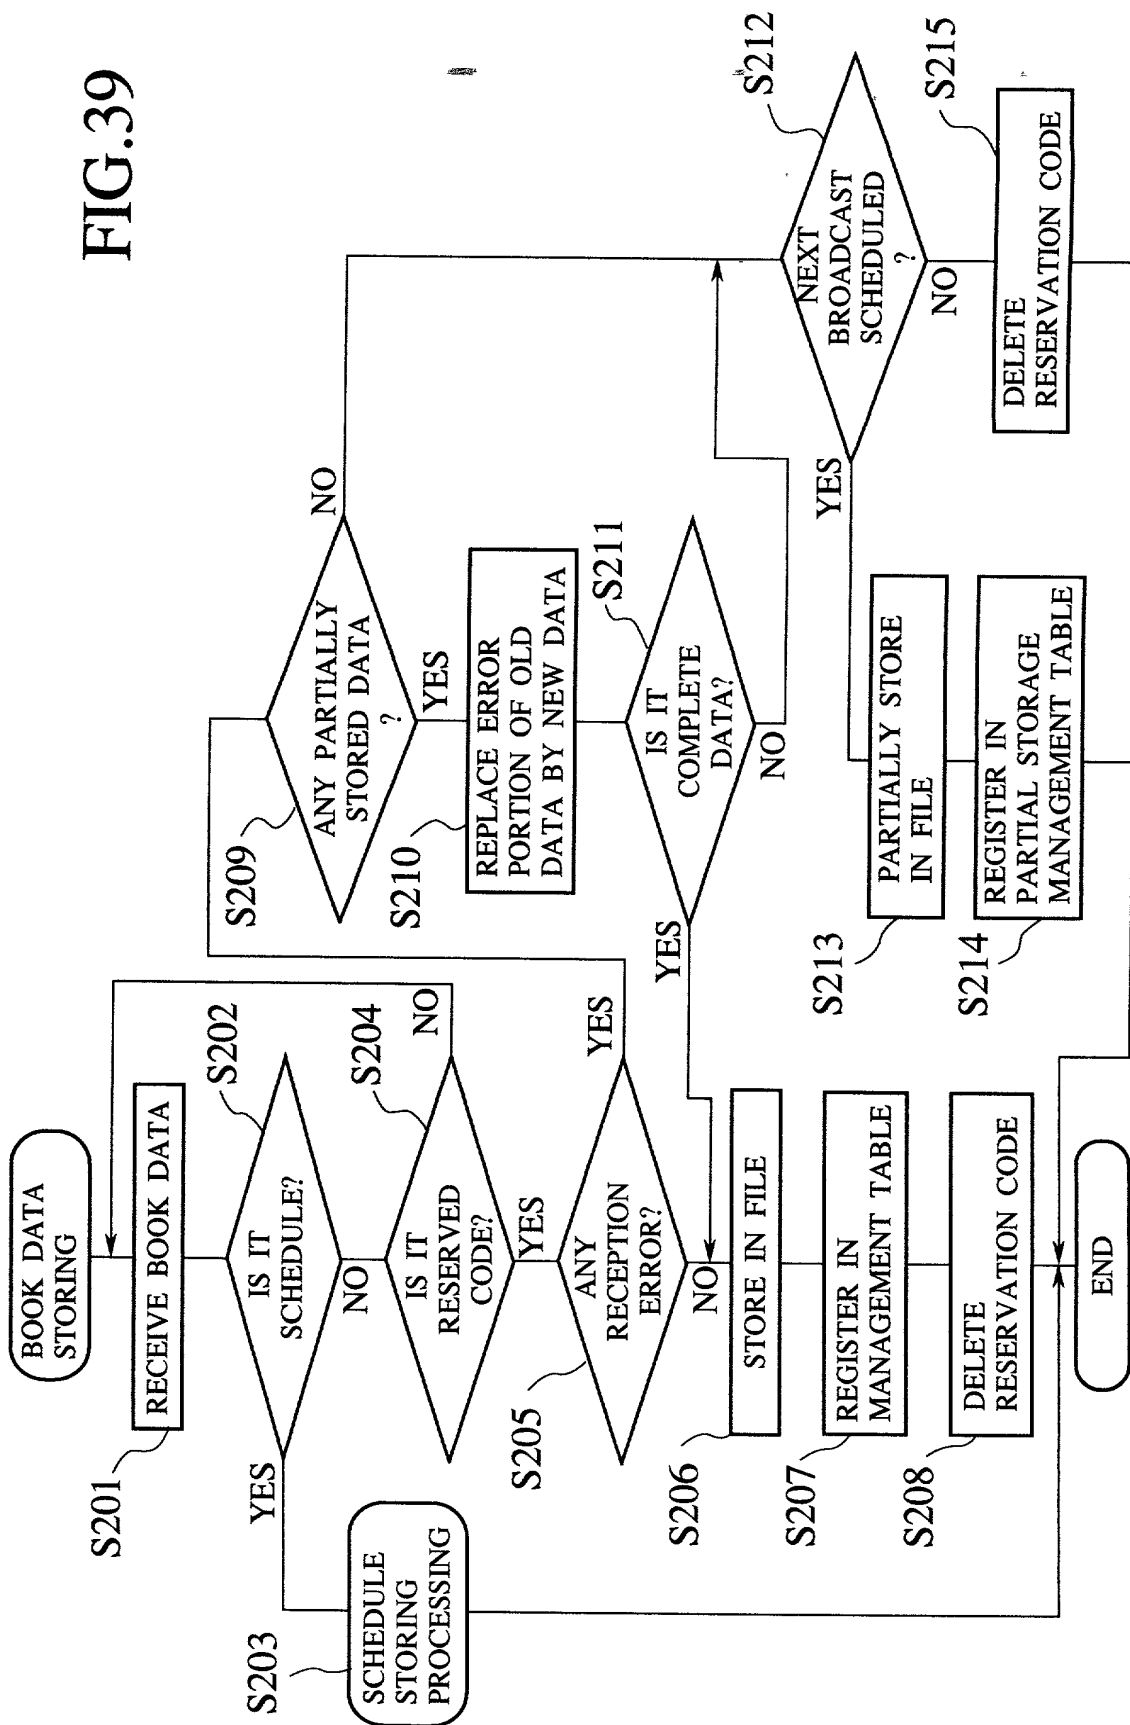 FIG.39
BOOK DATA
STORING
S201
RECEIVE BOOK DATA
S202
IS IT
SCHEDULE?
YES
NO
S203
SCHEDULE
STORING
PROCESSING
S204
IS IT
RESERVED
CODE?
NO
YES
S205
ANY
RECEPTION
ERROR?
YES
NO
S206
STORE IN FILE
S207
REGISTER IN
MANAGEMENT TABLE
S208
DELETE
RESERVATION CODE
END
S209
ANY PARTIALLY
STORED DATA
?
NO
YES
S210
REPLACE ERROR
PORTION OF OLD
DATA BY NEW DATA
S211
IS IT
COMPLETE
DATA?
YES
NO
S212
NEXT
BROADCAST
SCHEDULED
?
YES
NO
S213
PARTIALLY STORE
IN FILE
S214
REGISTER IN
PARTIAL STORAGE
MANAGEMENT TABLE
S215
DELETE
RESERVATION CODE